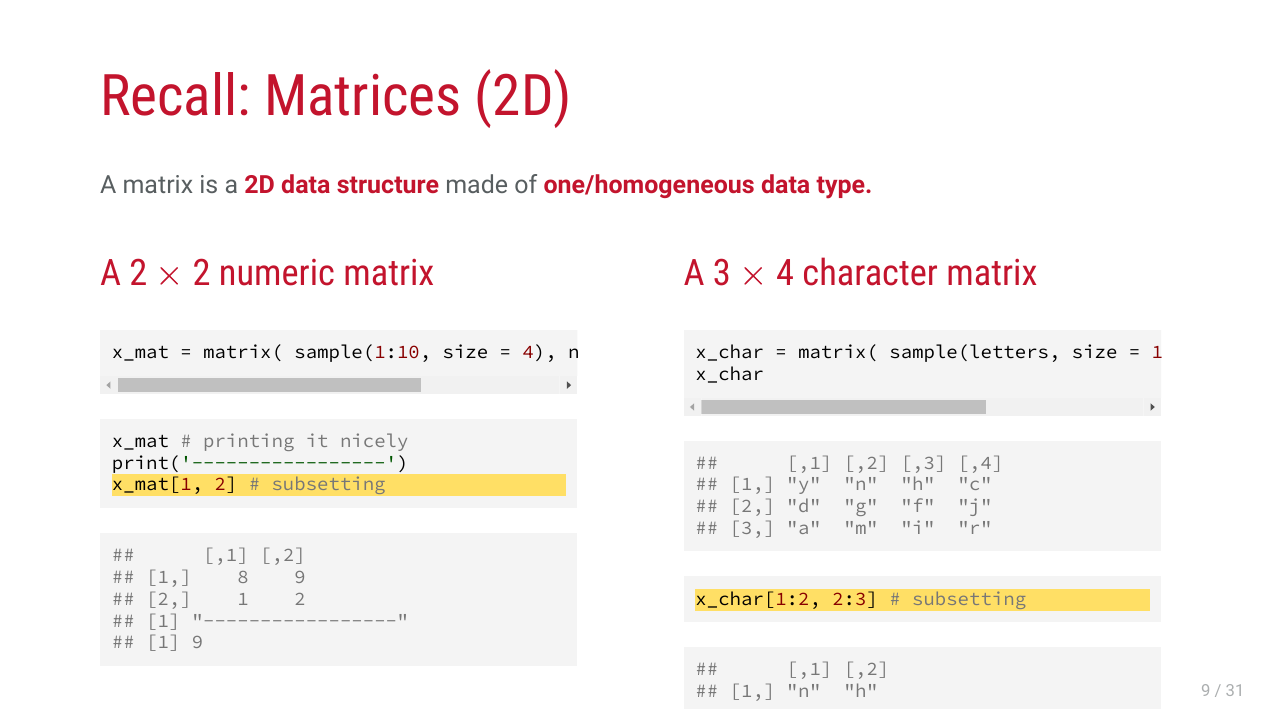 Recall: Matrices (2D)
A matrix is a 2D data structure made of one/homogeneous data type.
A 2 × 2 numeric matrix
x_mat = matrix( sample(1:10, size = 4), n
x_mat # printing it nicely
print('-----------------')
x_mat[1, 2] # subsetting
##      [,1] [,2]
## [1,]    8    9
## [2,]    1    2
## [1] "-----------------"
## [1] 9
A 3 × 4 character matrix
x_char = matrix( sample(letters, size = 1
x_char
##      [,1] [,2] [,3] [,4]
## [1,] "y"  "n"  "h"  "c"
## [2,] "d"  "g"  "f"  "j"
## [3,] "a"  "m"  "i"  "r"
x_char[1:2, 2:3] # subsetting
##      [,1] [,2]
## [1,] "n"  "h"
9 / 31